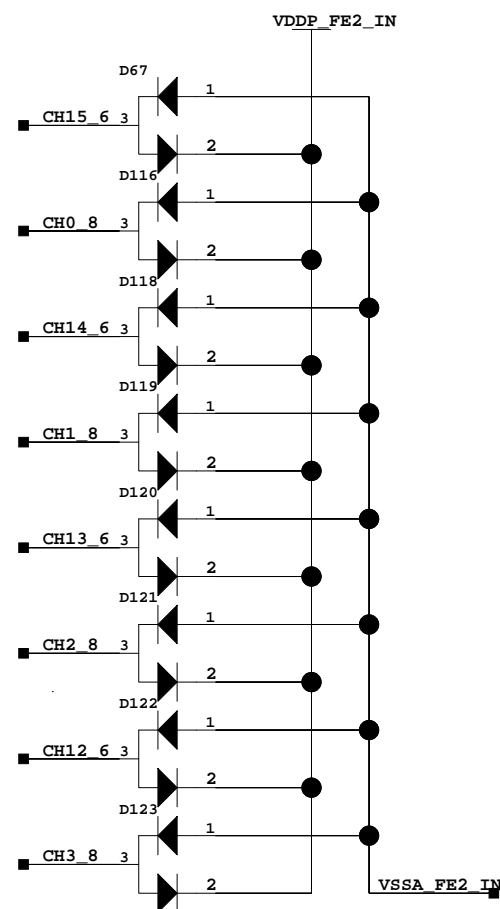 VDDP_FE2_IN
D67
1
CH15_6 3
2
D116
1
CH0_8 3
2
D118
1
CH14_6 3
2
D119
1
CH1_8 3
2
D120
1
CH13_6 3
2
D121
1
CH2_8 3
2
D122
1
CH12_6 3
2
D123
1
CH3_8 3
2
VSSA_FE2_IN